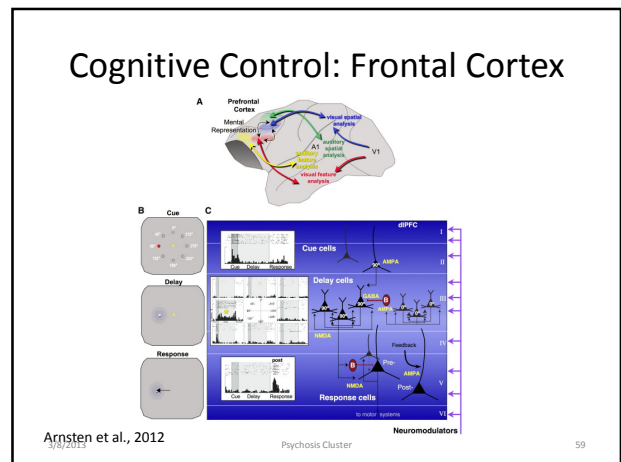 Cognitive Control: Frontal Cortex
A
Prefrontal
Cortex
Mental
Representation
visual spatial
analysis
A1
auditory
spatial
analysis
V1
auditory
feature
analysis
visual feature
analysis
B
Cue
C
dlPFC
I
Cue cells
II
AMPA
Cue Delay Response
Delay
Delay cells
GABA
B
AMPA
III
NMDA
IV
Response
post
Feedback
B
Pre-
AMPA
NMDA
Post-
V
Cue Delay Response
Response cells
to motor systems
VI
Neuromodulators
Arnsten et al., 2012
3/8/2013
Psychosis Cluster
59